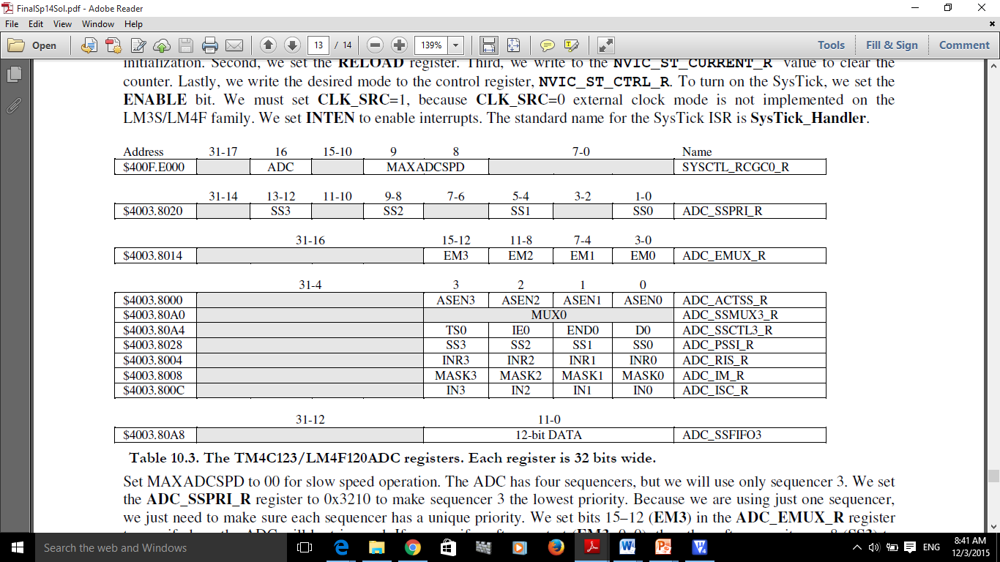 FinalSp14Sol.pdf - Adobe Reader
File Edit View Window Help
Open 13 / 14 139% Tools Fill & Sign Comment
initialization. Second, we set the RELOAD register. Third, we write to the NVIC_ST_CURRENT_R value to clear the
counter. Lastly, we write the desired mode to the control register, NVIC_ST_CTRL_R. To turn on the SysTick, we set the
ENABLE bit. We must set CLK_SRC=1, because CLK_SRC=0 external clock mode is not implemented on the
LM3S/LM4F family. We set INTEN to enable interrupts. The standard name for the SysTick ISR is SysTick_Handler.
Address 31-17 16 15-10 9 8 7-0 Name
$400F.E000 ADC MAXADCSPD SYSCTL_RCGC0_R
31-14 13-12 11-10 9-8 7-6 5-4 3-2 1-0
$4003.8020 SS3 SS2 SS1 SS0 ADC_SSPRI_R
31-16 15-12 11-8 7-4 3-0
$4003.8014 EM3 EM2 EM1 EM0 ADC_EMUX_R
31-4 3 2 1 0
$4003.8000 ASEN3 ASEN2 ASEN1 ASEN0 ADC_ACTSS_R
$4003.80A0 MUX0 ADC_SSMUX3_R
$4003.80A4 TS0 IE0 END0 D0 ADC_SSCTL3_R
$4003.8028 SS3 SS2 SS1 SS0 ADC_PSSI_R
$4003.8004 INR3 INR2 INR1 INR0 ADC_RIS_R
$4003.8008 MASK3 MASK2 MASK1 MASK0 ADC_IM_R
$4003.800C IN3 IN2 IN1 IN0 ADC_ISC_R
31-12 11-0
$4003.80A8 12-bit DATA ADC_SSFIFO3
Table 10.3. The TM4C123/LM4F120ADC registers. Each register is 32 bits wide.
Set MAXADCSPD to 00 for slow speed operation. The ADC has four sequencers, but we will use only sequencer 3. We set
the ADC_SSPRI_R register to 0x3210 to make sequencer 3 the lowest priority. Because we are using just one sequencer,
we just need to make sure each sequencer has a unique priority. We set bits 15–12 (EM3) in the ADC_EMUX_R register
Search the web and Windows
ENG
8:41 AM
12/3/2015